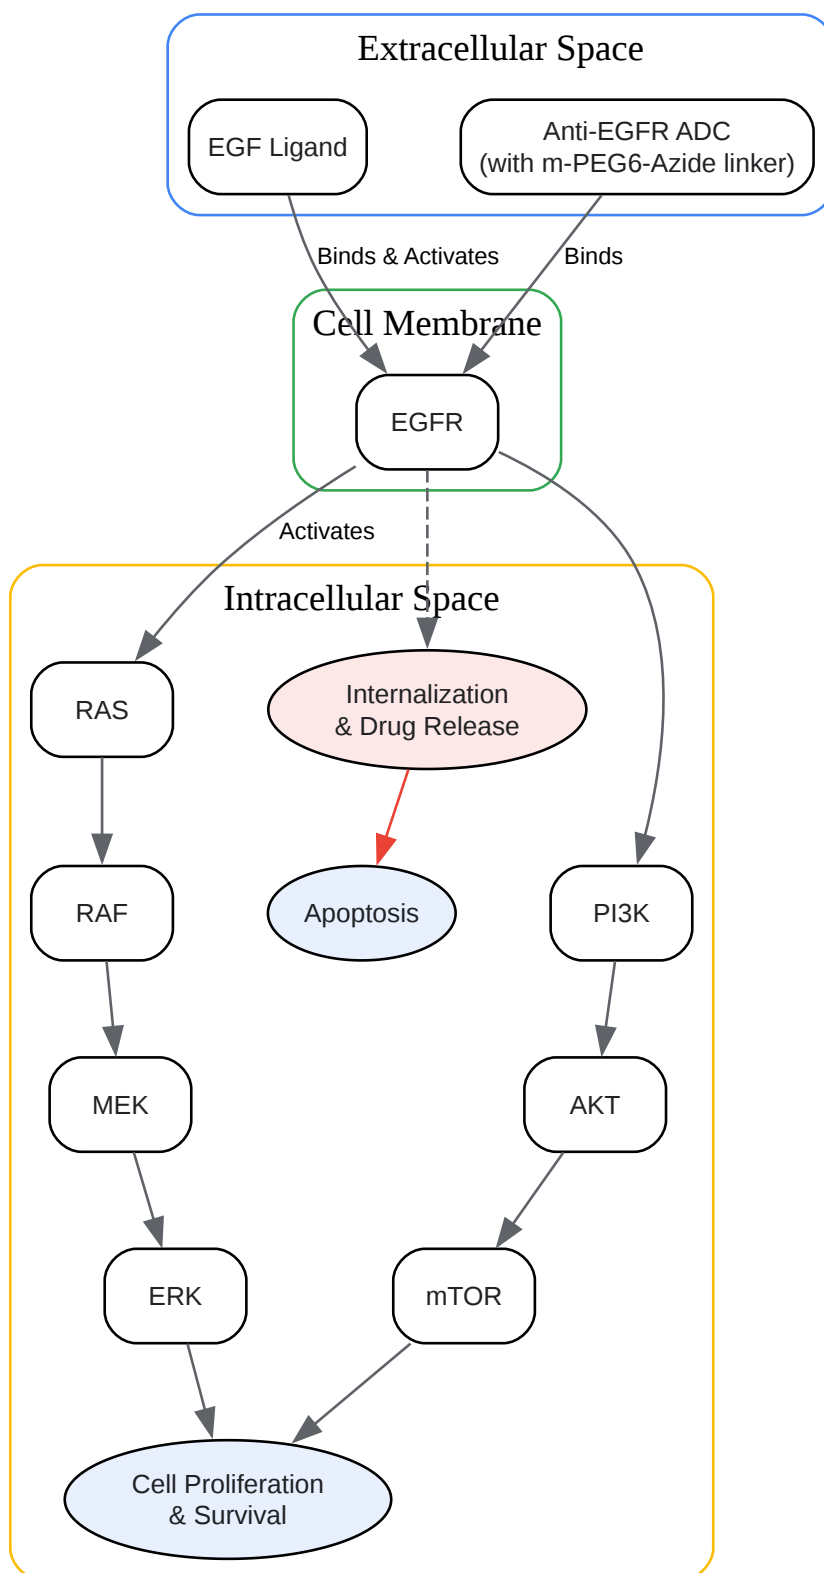 Extracellular Space
EGF Ligand
Anti-EGFR ADC
(with m-PEG6-Azide linker)
Binds & Activates
Binds
Cell Membrane
EGFR
Activates
Intracellular Space
RAS
Internalization
& Drug Release
RAF
Apoptosis
PI3K
MEK
AKT
ERK
mTOR
Cell Proliferation
& Survival